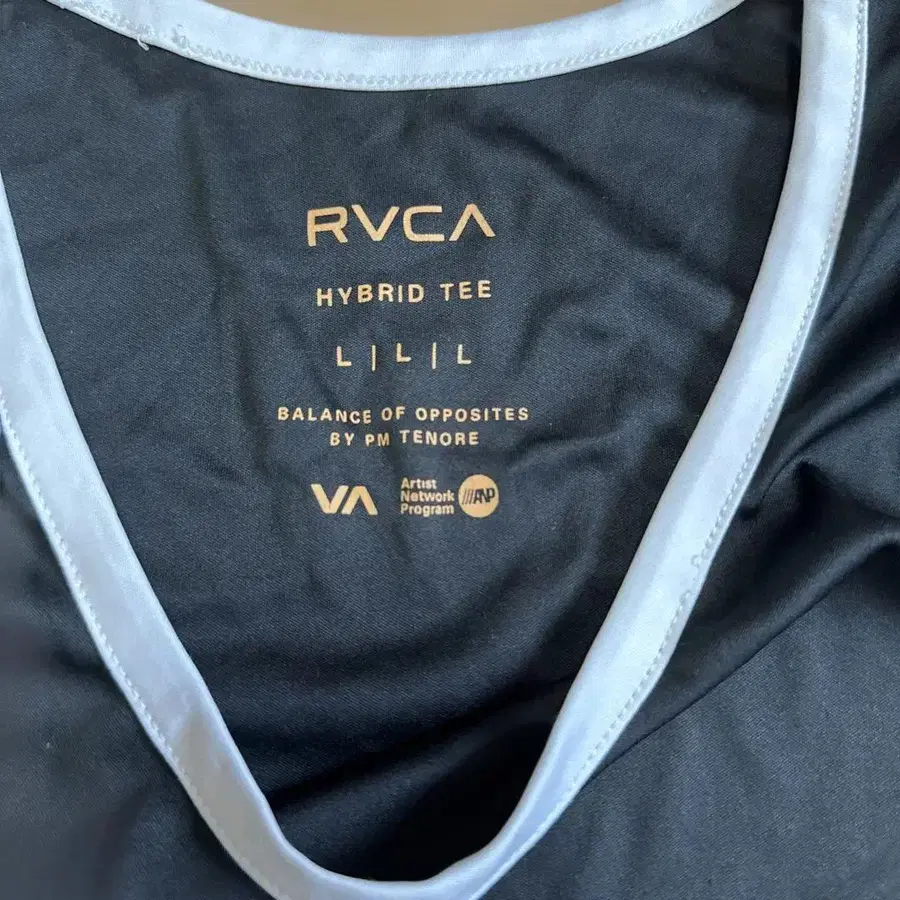 RVCA
HYBRID TEE
L | L | L
BALANCE OF OPPOSITES
BY PM TENORE
VA
Artist
Network
Program
///ANP